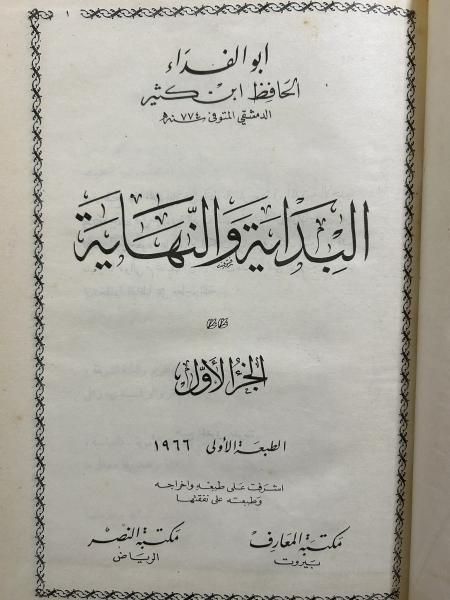 ١
ابو الفداء
الحافظ ابن كثير
الدمشقي المتوفى سنة ٧٧٤ هـ
البداية والنهاية
الجزء الأول
الطبعة الأولى ١٩٦٦
اشرفت على طبعه واخراجه
وطبعته على نفقتها
مكتبة المعارف
بيروت
مكتبة النصر
الرياض